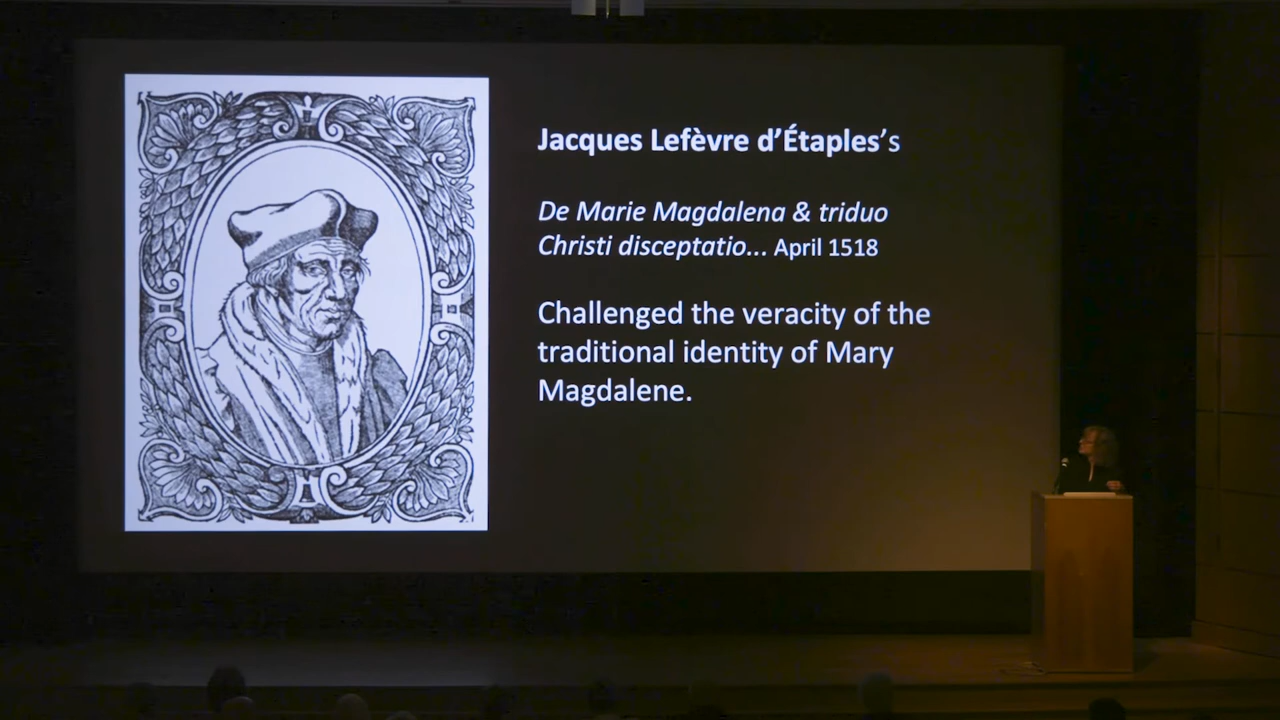 Jacques Lefèvre d’Étaples’s
De Marie Magdalena & triduo
Christi disceptatio... April 1518
Challenged the veracity of the
traditional identity of Mary
Magdalene.